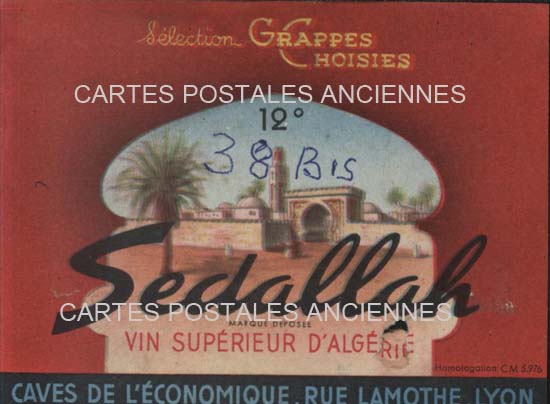 Sélection GRAPPES
CHOISIES
CARTES POSTALES ANCIENNES
12°
38 Bis
Sedallah
CARTES POSTALES ANCIENNES
MARQUE DÉPOSÉE
VIN SUPÉRIEUR D'ALGÉRIE
Homologation C.M 5.976
CAVES DE L'ÉCONOMIQUE, RUE LAMOTHE, LYON